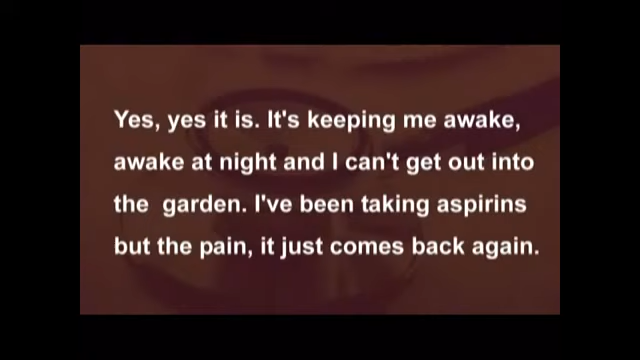 Yes, yes it is. It's keeping me awake,
awake at night and I can't get out into
the garden. I've been taking aspirins
but the pain, it just comes back again.